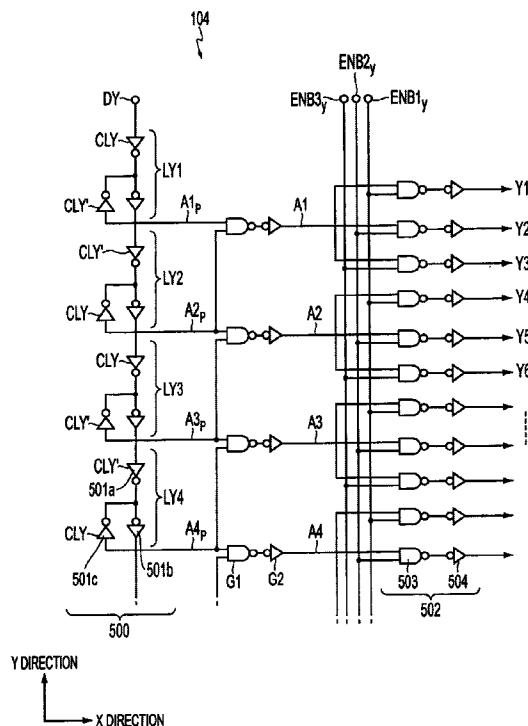 104
DY
ENB2y
ENB3y
ENB1y
CLY
LY1
CLY'
A1P
A1
Y1
Y2
CLY'
Y3
LY2
Y4
CLY
A2P
A2
Y5
CLY
Y6
LY3
CLY'
A3P
A3
CLY'
501a
LY4
CLY
A4P
A4
501c
501b
G1
G2
503
504
500
502
Y DIRECTION
X DIRECTION